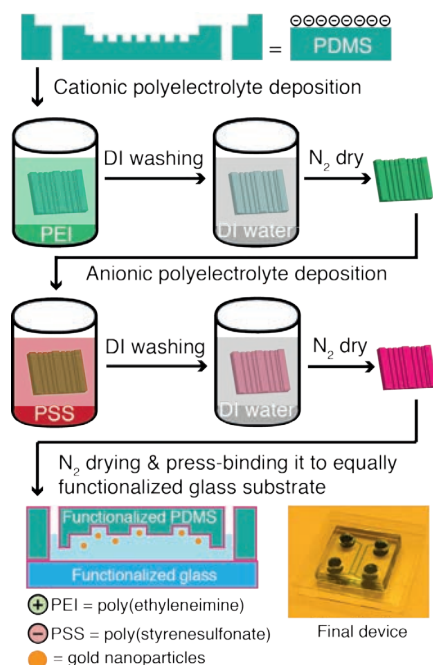 ⊖⊖⊖⊖⊖⊖⊖⊖
= PDMS
Cationic polyelectrolyte deposition
DI washing
N₂ dry
PEI
DI water
Anionic polyelectrolyte deposition
DI washing
N₂ dry
PSS
DI water
N₂ drying & press-binding it to equally
functionalized glass substrate
Functionalized PDMS
Functionalized glass
⊕ PEI = poly(ethyleneimine)
⊖ PSS = poly(styrenesulfonate)
= gold nanoparticles
Final device